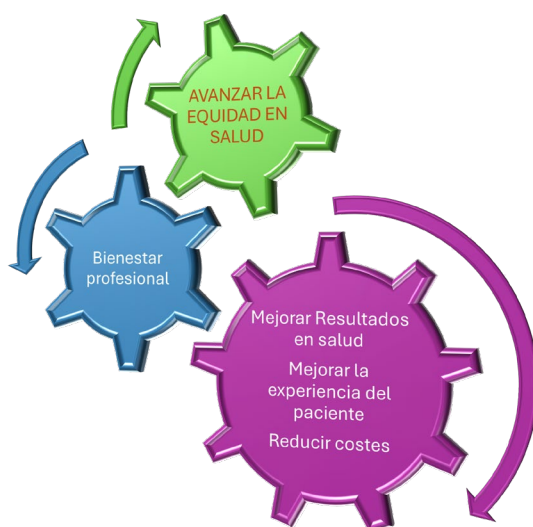 AVANZAR LA
EQUIDAD EN
SALUD
Bienestar
profesional
Mejorar Resultados
en salud
Mejorar la
experiencia del
paciente
Reducir costes